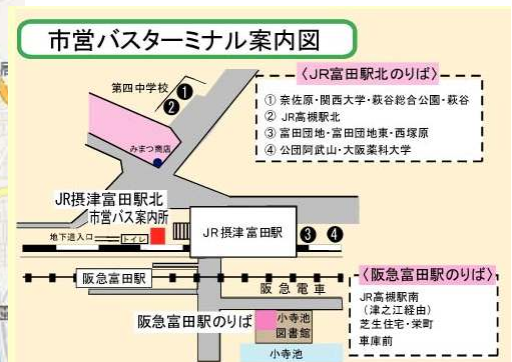 市営バスターミナル案内図
〈JR富田駅北のりば〉
① 奈佐原・関西大学・萩谷総合公園・萩谷
② JR高槻駅北
③ 富田団地・富田団地東・西塚原
④ 公団阿武山・大阪薬科大学
第四中学校
❶
❷
みまつ商店
JR摂津富田駅北
市営バス案内所
地下道入口
トイレ
JR摂津富田駅
❸ ❹
阪急富田駅
阪急電車
阪急富田駅のりば
小寺池
図書館
小寺池
〈阪急富田駅のりば〉
JR高槻駅南
(津之江経由)
芝生住宅・栄町
車庫前